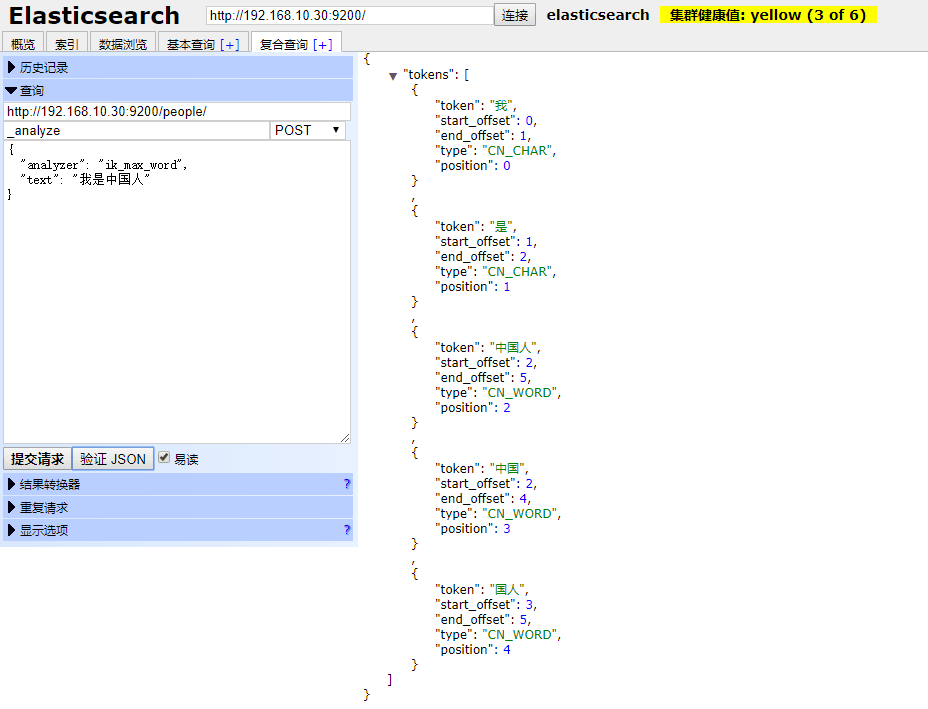 Elasticsearch http://192.168.10.30:9200/ 连接 elasticsearch 集群健康值: yellow (3 of 6)
概览 索引 数据浏览 基本查询 [+] 复合查询 [+]
历史记录
查询
http://192.168.10.30:9200/people/
_analyze POST
{
"analyzer": "ik_max_word",
"text": "我是中国人"
}
提交请求 验证 JSON 易读
结果转换器 ?
重复请求
显示选项 ?
{
"tokens": [
{
"token": "我",
"start_offset": 0,
"end_offset": 1,
"type": "CN_CHAR",
"position": 0
}
,
{
"token": "是",
"start_offset": 1,
"end_offset": 2,
"type": "CN_CHAR",
"position": 1
}
,
{
"token": "中国人",
"start_offset": 2,
"end_offset": 5,
"type": "CN_WORD",
"position": 2
}
,
{
"token": "中国",
"start_offset": 2,
"end_offset": 4,
"type": "CN_WORD",
"position": 3
}
,
{
"token": "国人",
"start_offset": 3,
"end_offset": 5,
"type": "CN_WORD",
"position": 4
}
]
}